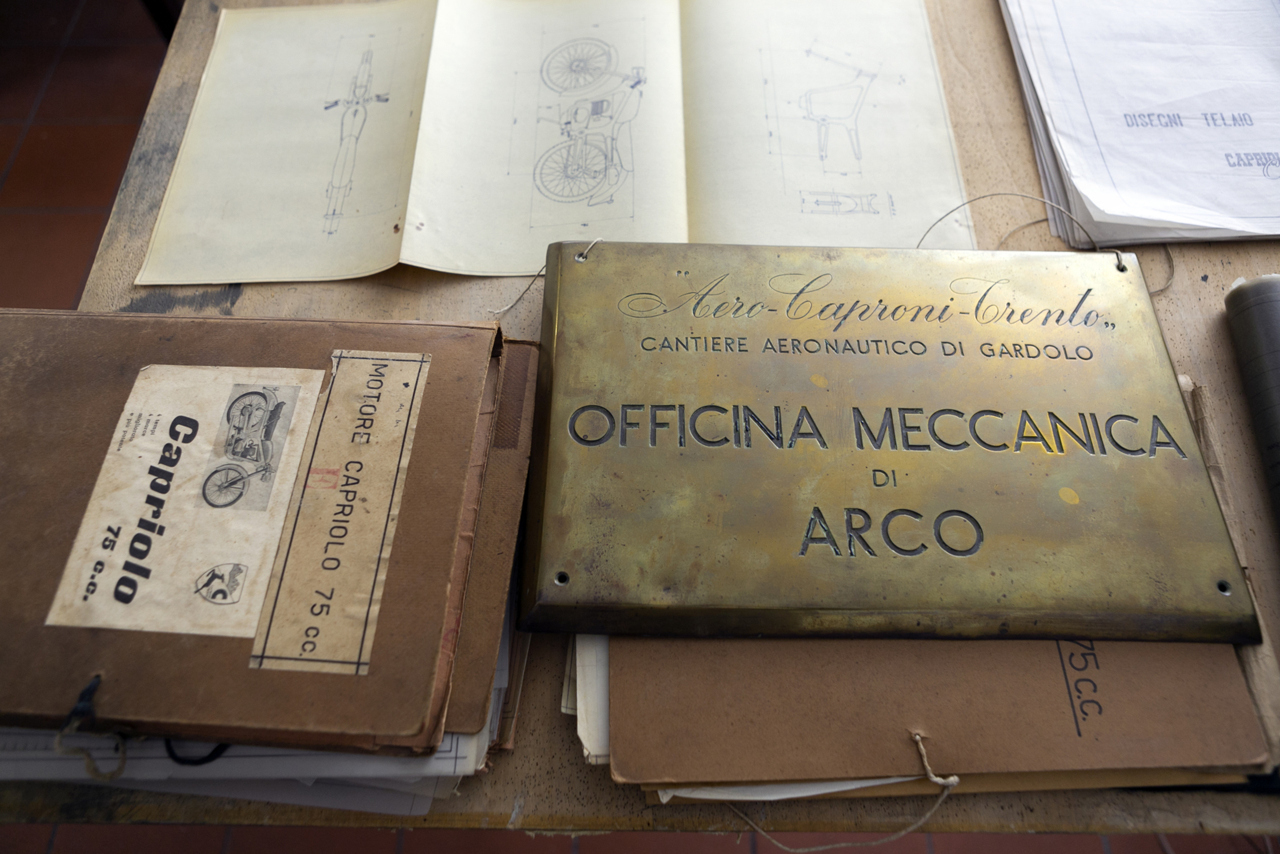 DISEGNI TELAIO
"Aero-Caproni-Trento„
CANTIERE AERONAUTICO DI GARDOLO
OFFICINA MECCANICA
DI
ARCO
MOTORE CAPRIOLO 75 cc.
Capriolo
75 c.c.
75 C.C.